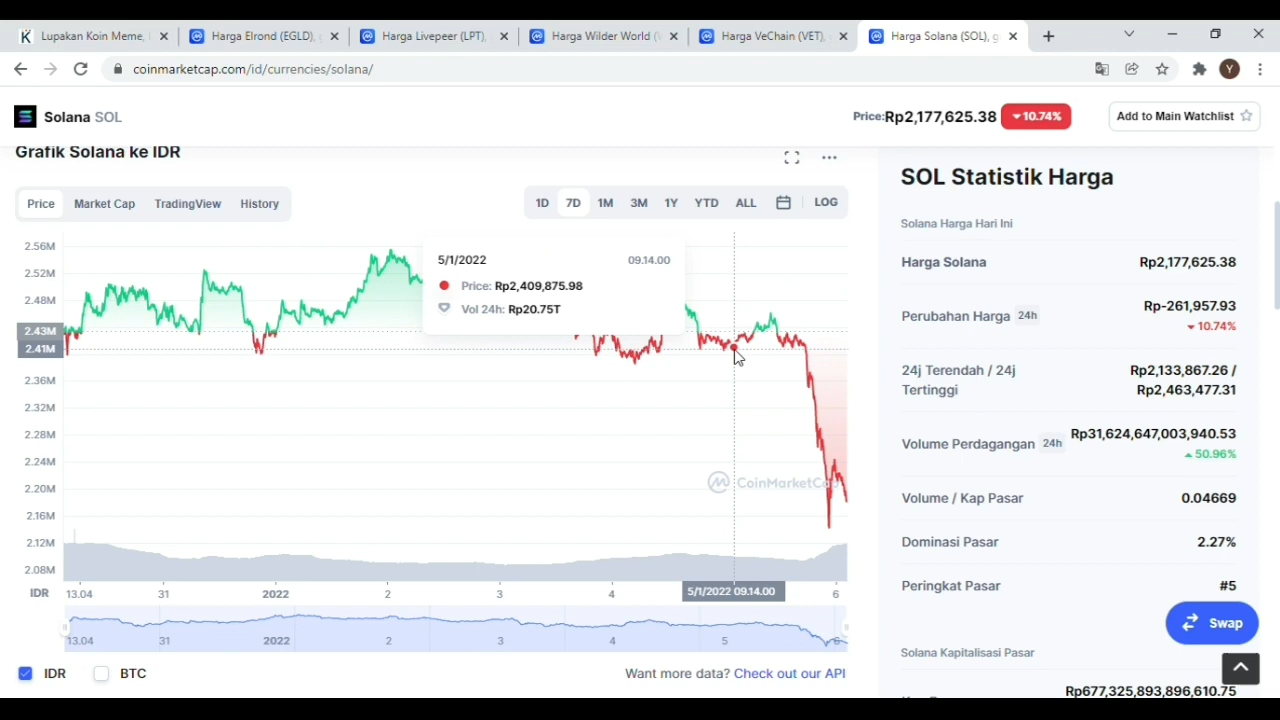 Lupakan Koin Meme,
Harga Elrond (EGLD),
Harga Livepeer (LPT),
Harga Wilder World
Harga VeChain (VET),
Harga Solana (SOL),
coinmarketcap.com/id/currencies/solana/
Y
Solana SOL
Price:Rp2,177,625.38
10.74%
Add to Main Watchlist
Grafik Solana ke IDR
Price
Market Cap
TradingView
History
1D
7D
1M
3M
1Y
YTD
ALL
LOG
2.56M
2.52M
2.48M
2.43M
2.41M
2.36M
2.32M
2.28M
2.24M
2.20M
2.16M
2.12M
2.08M
5/1/2022
09.14.00
Price: Rp2,409,875.98
Vol 24h: Rp20.75T
CoinMarketCap
IDR
13.04
31
2022
2
3
4
5/1/2022 09.14.00
6
13.04
31
2022
2
3
4
5
6
IDR
BTC
Want more data? Check out our API
SOL Statistik Harga
Solana Harga Hari Ini
Harga Solana
Rp2,177,625.38
Perubahan Harga 24h
Rp-261,957.93
10.74%
24j Terendah / 24j
Tertinggi
Rp2,133,867.26 /
Rp2,463,477.31
Volume Perdagangan 24h
Rp31,624,647,003,940.53
50.96%
Volume / Kap Pasar
0.04669
Dominasi Pasar
2.27%
Peringkat Pasar
#5
Swap
Solana Kapitalisasi Pasar
Rp677,325,893,896,610.75